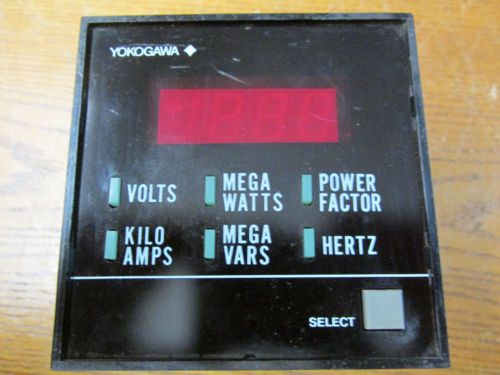 YOKOGAWA
VOLTS
MEGA
WATTS
POWER
FACTOR
KILO
AMPS
MEGA
VARS
HERTZ
SELECT